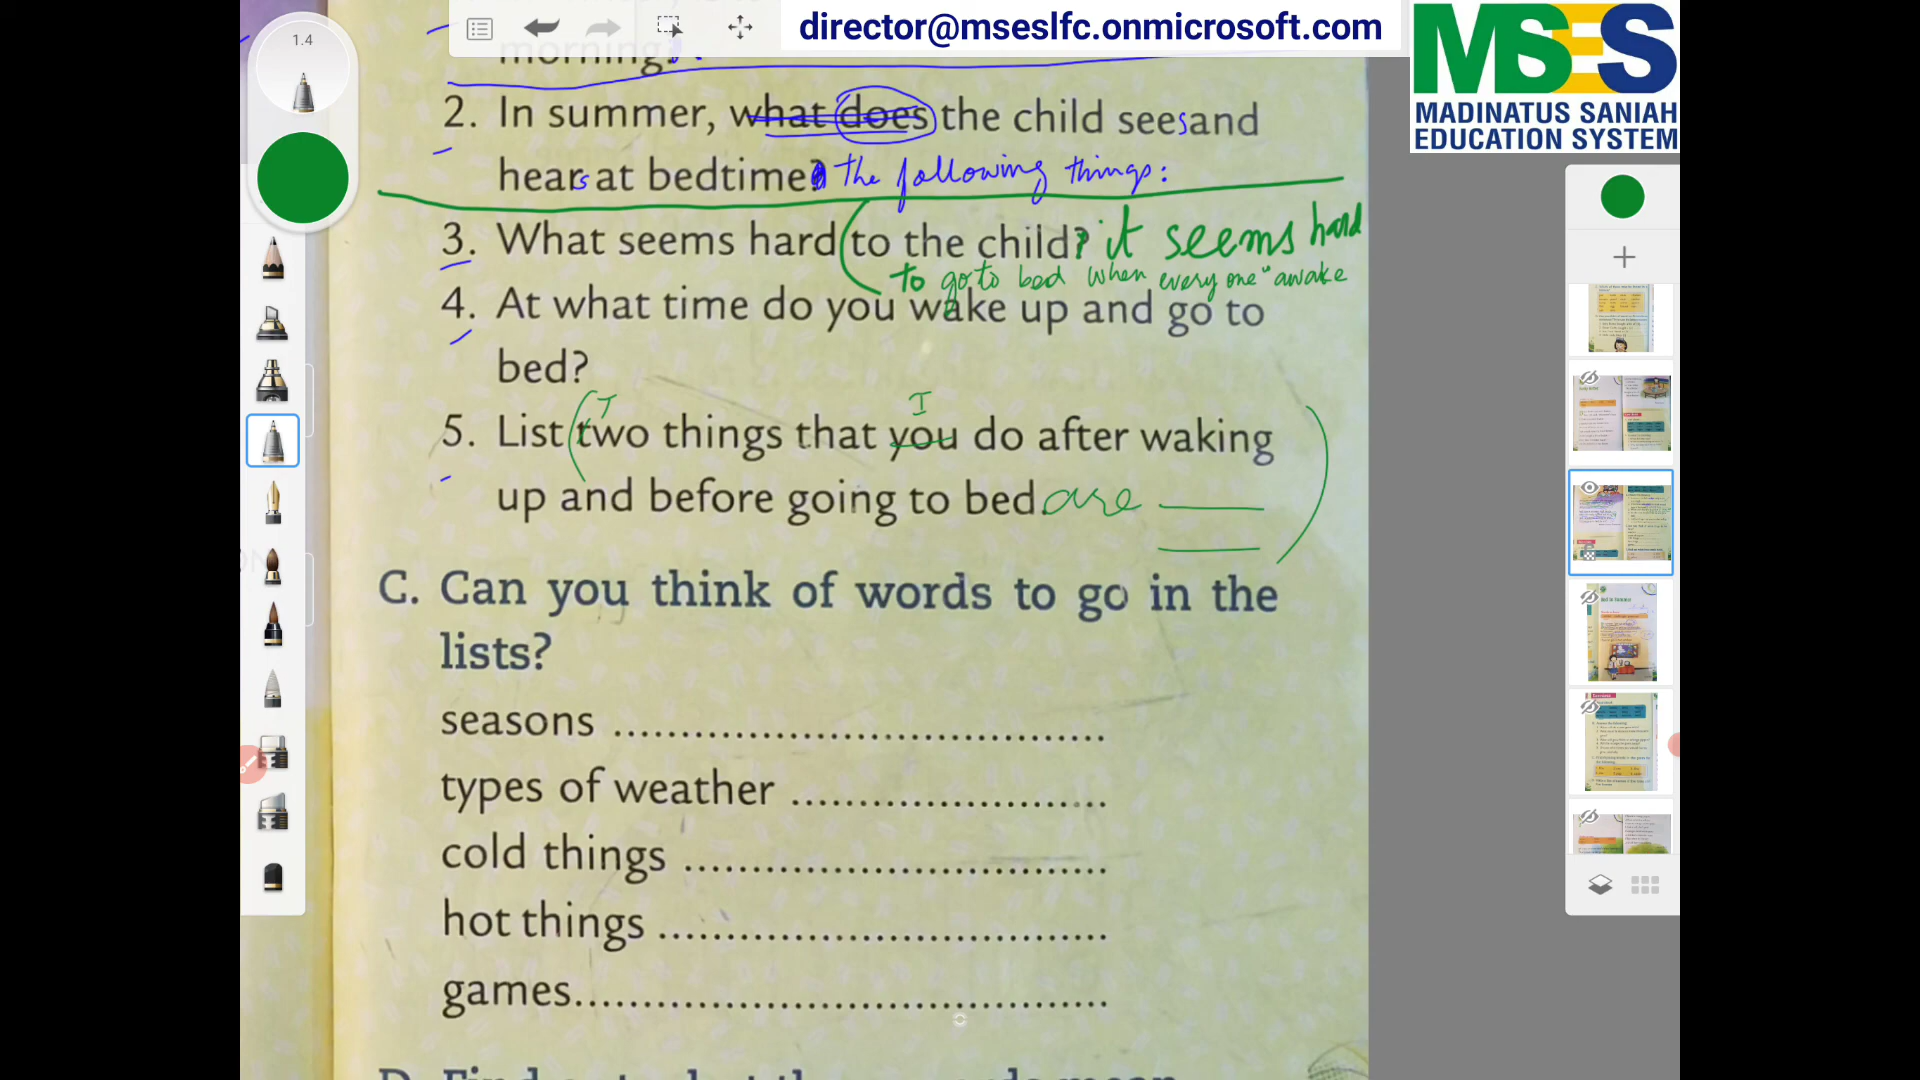 director@mseslfc.onmicrosoft.com
MSES
MADINATUS SANIAH
EDUCATION SYSTEM
1.4
morning?
2. In summer, what does the child sees and
hears at bedtime? the following things:
3. What seems hard to the child? it seems hard
to go to bed when every one awake
4. At what time do you wake up and go to
bed?
T I
5. List two things that you do after waking
up and before going to bed. are
C. Can you think of words to go in the
lists?
seasons ....................................
types of weather ........................
cold things ................................
hot things ..................................
games........................................